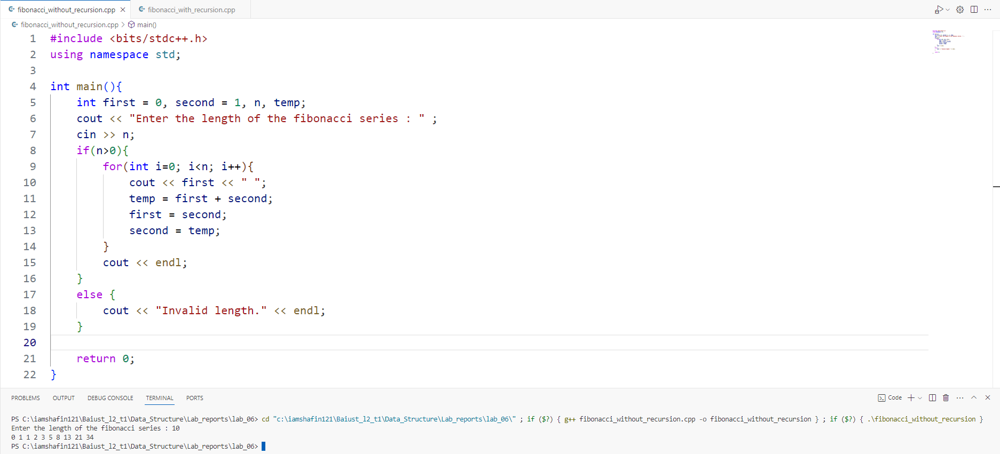 fibonacci_without_recursion.cpp fibonacci_with_recursion.cpp
fibonacci_without_recursion.cpp > main()
1 #include <bits/stdc++.h>
2 using namespace std;
3
4 int main(){
5     int first = 0, second = 1, n, temp;
6     cout << "Enter the length of the fibonacci series : " ;
7     cin >> n;
8     if(n>0){
9         for(int i=0; i<n; i++){
10             cout << first << " ";
11             temp = first + second;
12             first = second;
13             second = temp;
14         }
15         cout << endl;
16     }
17     else {
18         cout << "Invalid length." << endl;
19     }
20
21     return 0;
22 }
PROBLEMS OUTPUT DEBUG CONSOLE TERMINAL PORTS Code
PS C:\iamshafin121\Baiust_l2_t1\Data_Structure\Lab_reports\lab_06> cd "c:\iamshafin121\Baiust_l2_t1\Data_Structure\Lab_reports\lab_06\" ; if ($?) { g++ fibonacci_without_recursion.cpp -o fibonacci_without_recursion } ; if ($?) { .\fibonacci_without_recursion }
Enter the length of the fibonacci series : 10
0 1 1 2 3 5 8 13 21 34
PS C:\iamshafin121\Baiust_l2_t1\Data_Structure\Lab_reports\lab_06>